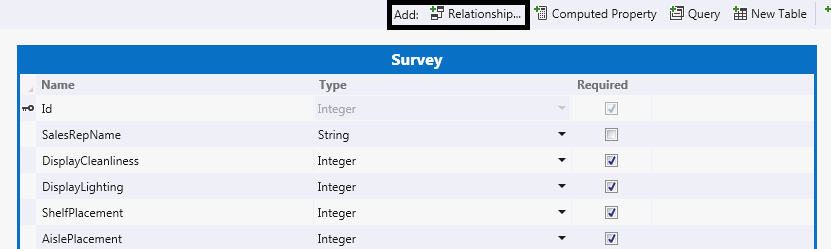 Add: Relationship... Computed Property Query New Table
Survey
Name Type Required
Id Integer
SalesRepName String
DisplayCleanliness Integer
DisplayLighting Integer
ShelfPlacement Integer
AislePlacement Integer